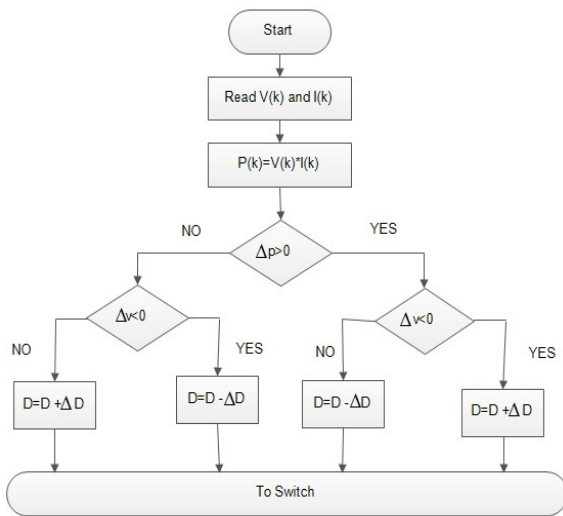 Start
Read V(k) and I(k)
P(k)=V(k)*I(k)
NO
YES
Δp>0
Δv<0
Δv<0
NO
YES
NO
YES
D=D +Δ D
D=D -ΔD
D=D -ΔD
D=D +Δ D
To Switch